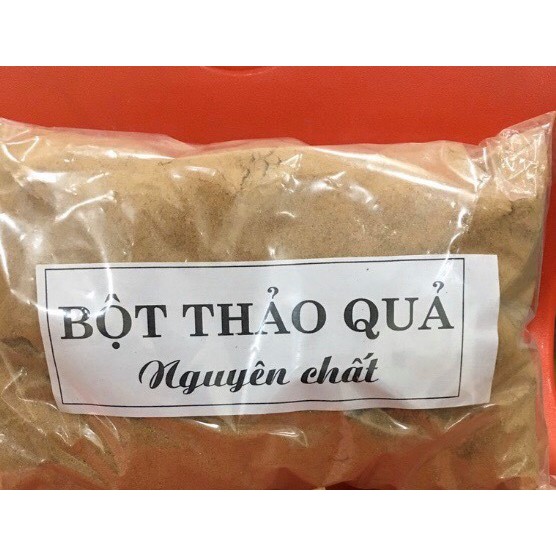 BỘT THẢO QUẢ
Nguyên chất